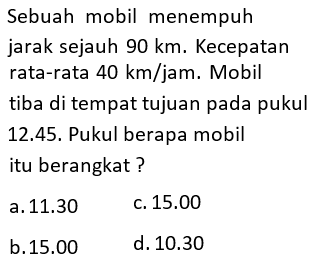 Sebuah mobil menempuh
jarak sejauh 90 km. Kecepatan
rata-rata 40 km/jam. Mobil
tiba di tempat tujuan pada pukul
12.45. Pukul berapa mobil
itu berangkat ?
a. 11.30 c. 15.00
b. 15.00 d. 10.30